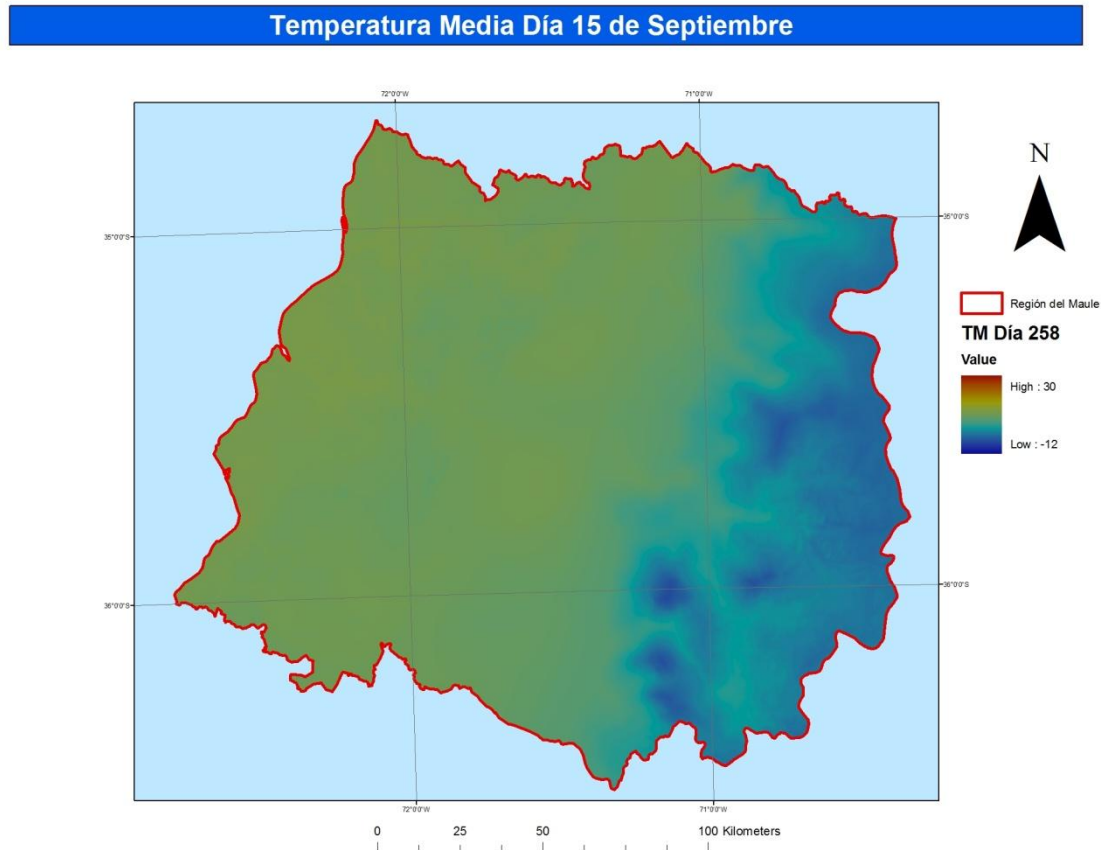 Temperatura Media Día 15 de Septiembre
72°0'0"W 71°0'0"W
N
35°0'0"S 35°0'0"S
Región del Maule
TM Día 258
Value
High : 30
Low : -12
36°0'0"S 36°0'0"S
72°0'0"W 71°0'0"W
0 25 50 100 Kilometers